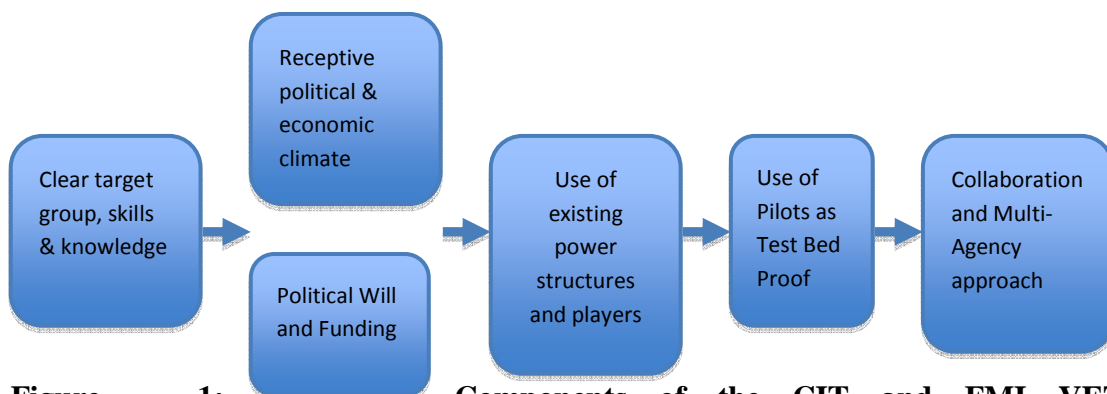 Clear target
group, skills
& knowledge
Receptive
political &
economic
climate
Political Will
and Funding
Use of
existing
power
structures
and players
Use of
Pilots as
Test Bed
Proof
Collaboration
and Multi-
Agency
approach
Figure 1: Components of the CIT and